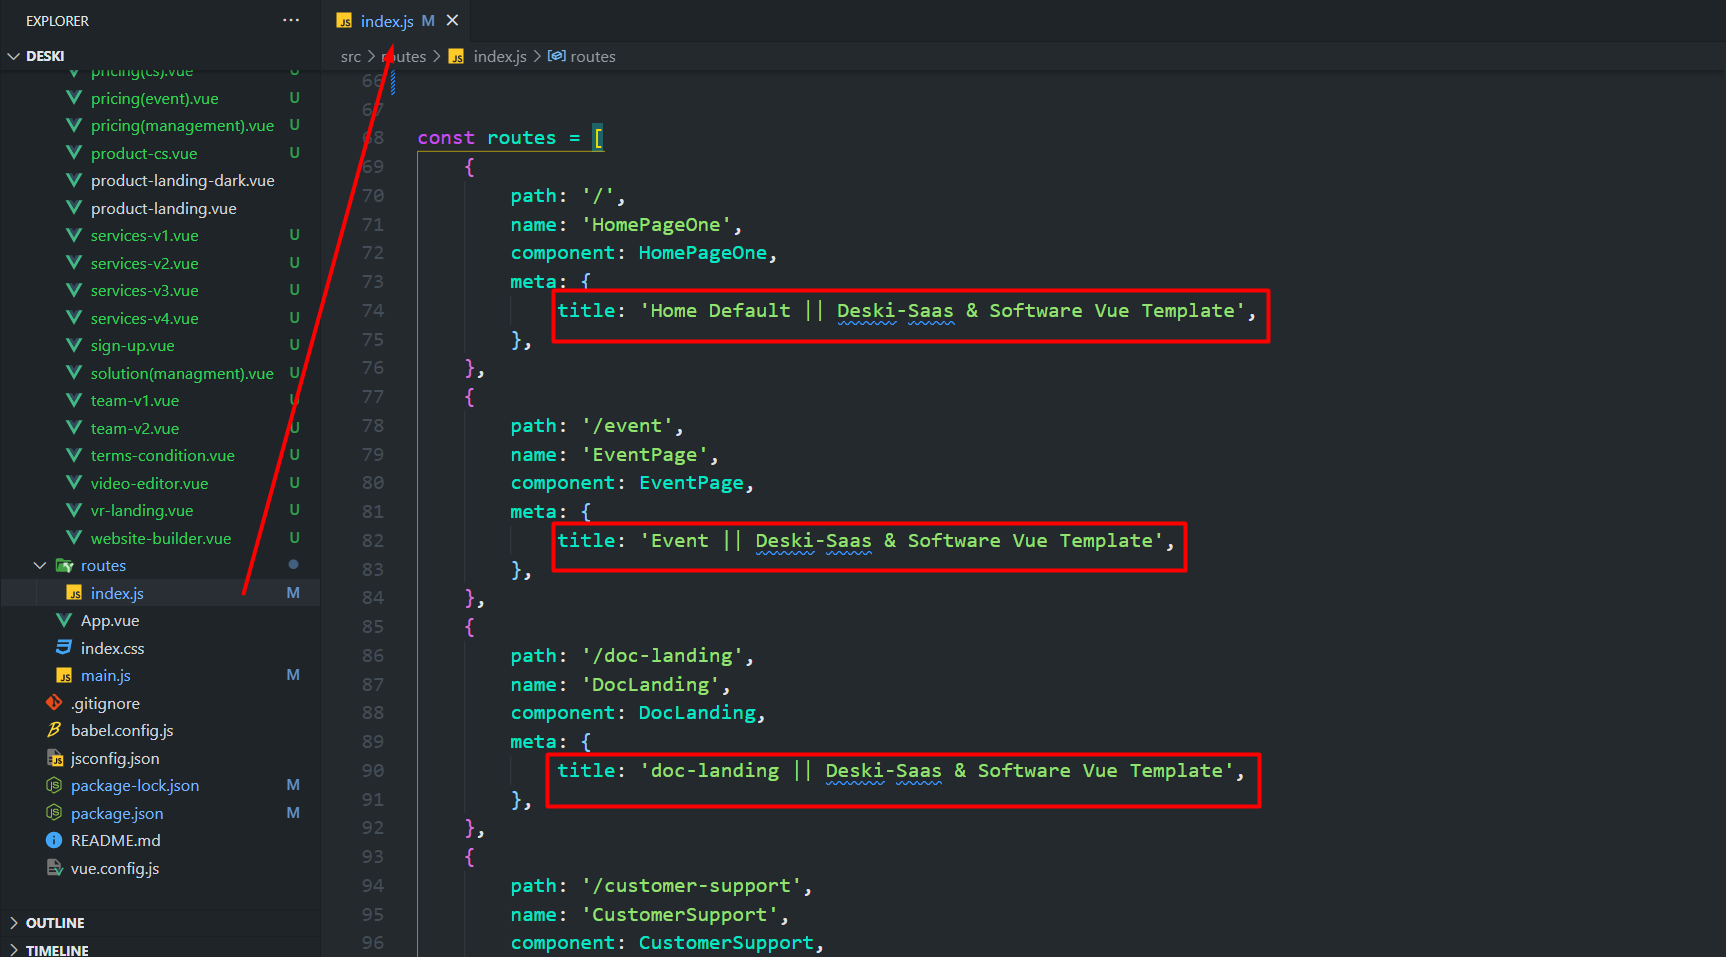 EXPLORER ···
DESKI
pricing(cs).vue U
pricing(event).vue U
pricing(management).vue U
product-cs.vue U
product-landing-dark.vue
product-landing.vue
services-v1.vue U
services-v2.vue U
services-v3.vue U
services-v4.vue U
sign-up.vue U
solution(managment).vue U
team-v1.vue U
team-v2.vue U
terms-condition.vue U
video-editor.vue U
vr-landing.vue U
website-builder.vue U
routes
JS index.js M
App.vue
index.css
JS main.js M
.gitignore
babel.config.js
jsconfig.json
package-lock.json M
package.json M
README.md
vue.config.js
OUTLINE
TIMELINE
JS index.js M
src > routes > JS index.js > routes
66
67
68 const routes = [
69 {
70 path: '/',
71 name: 'HomePageOne',
72 component: HomePageOne,
73 meta: {
74 title: 'Home Default || Deski-Saas & Software Vue Template',
75 },
76 },
77 {
78 path: '/event',
79 name: 'EventPage',
80 component: EventPage,
81 meta: {
82 title: 'Event || Deski-Saas & Software Vue Template',
83 },
84 },
85 {
86 path: '/doc-landing',
87 name: 'DocLanding',
88 component: DocLanding,
89 meta: {
90 title: 'doc-landing || Deski-Saas & Software Vue Template',
91 },
92 },
93 {
94 path: '/customer-support',
95 name: 'CustomerSupport',
96 component: CustomerSupport,